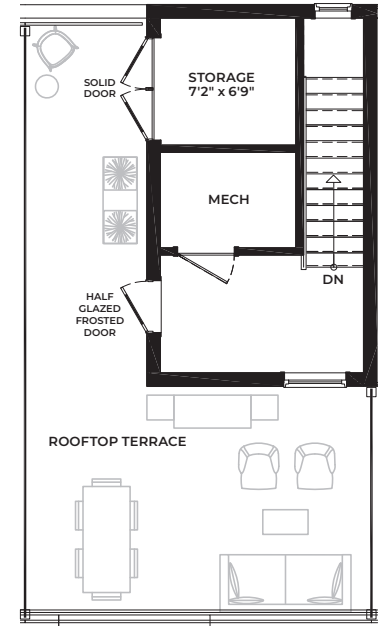 SOLID
DOOR
STORAGE
7'2" x 6'9"
MECH
DN
HALF
GLAZED
FROSTED
DOOR
ROOFTOP TERRACE